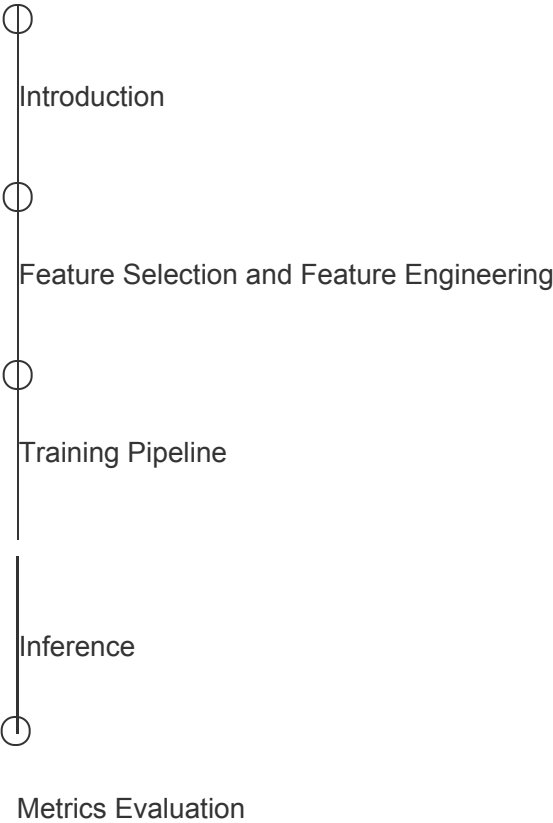 Introduction
Feature Selection and Feature Engineering
Training Pipeline
Inference
Metrics Evaluation